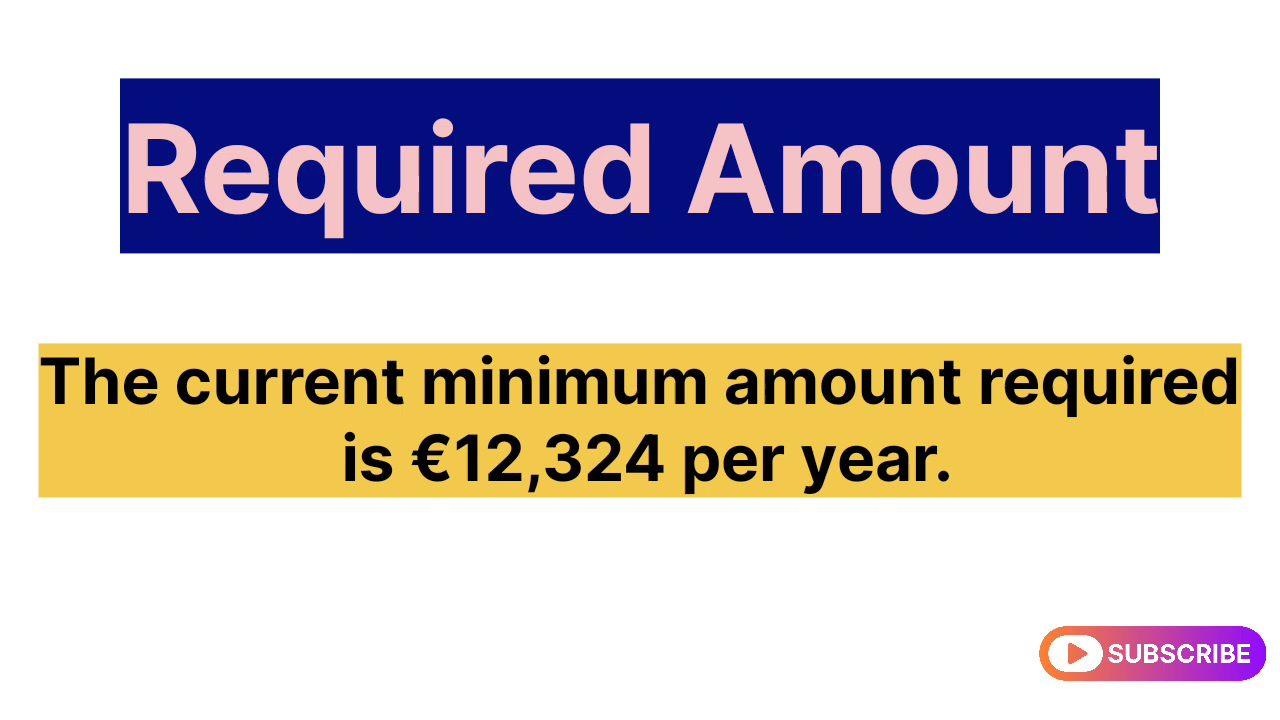 Required Amount
The current minimum amount required
is €12,324 per year.
SUBSCRIBE